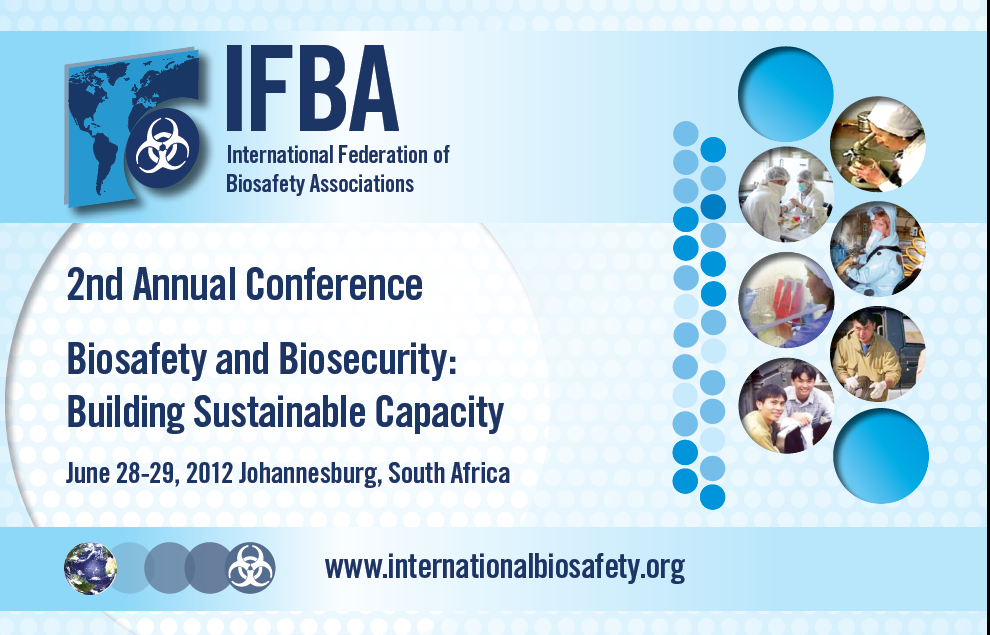 IFBA
International Federation of
Biosafety Associations
2nd Annual Conference
Biosafety and Biosecurity:
Building Sustainable Capacity
June 28-29, 2012 Johannesburg, South Africa
www.internationalbiosafety.org